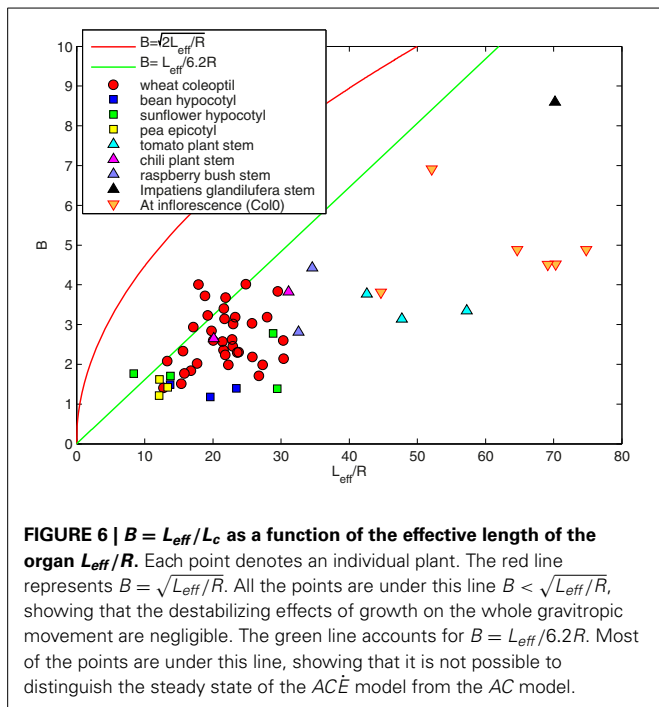 B=√2L_eff/R
B= L_eff/6.2R
wheat coleoptil
bean hypocotyl
sunflower hypocotyl
pea epicotyl
tomato plant stem
chili plant stem
raspberry bush stem
Impatiens glandilufera stem
At inflorescence (Col0)
10
9
8
7
6
5
4
3
2
1
0
B
0 10 20 30 40 50 60 70 80
L_eff/R
FIGURE 6 | B = L_eff/L_c as a function of the effective length of the
organ L_eff/R. Each point denotes an individual plant. The red line
represents B = √L_eff/R. All the points are under this line B < √L_eff/R,
showing that the destabilizing effects of growth on the whole gravitropic
movement are negligible. The green line accounts for B = L_eff/6.2R. Most
of the points are under this line, showing that it is not possible to
distinguish the steady state of the ACĖ model from the AC model.